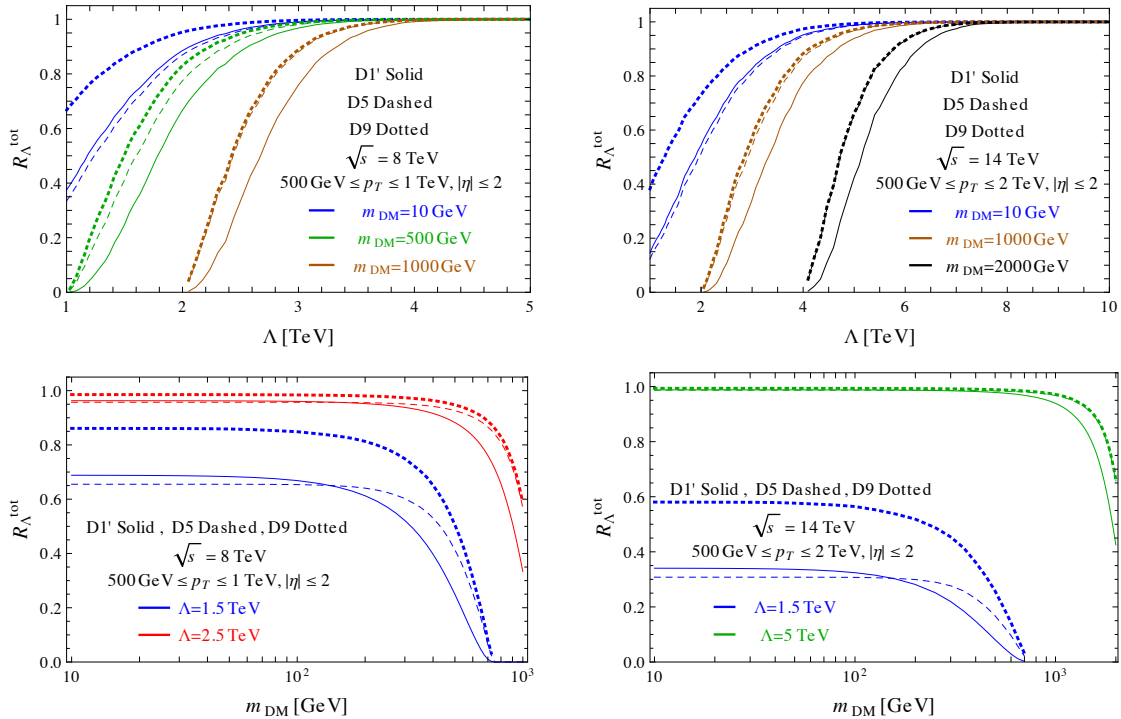 R_Λ^tot
1.0
0.8
0.6
0.4
0.2
0
D1' Solid
D5 Dashed
D9 Dotted
√s = 8 TeV
500 GeV ≤ p_T ≤ 1 TeV, |η| ≤ 2
m_DM=10 GeV
m_DM=500 GeV
m_DM=1000 GeV
1 2 3 4 5
Λ [TeV]
R_Λ^tot
1.0
0.8
0.6
0.4
0.2
0
D1' Solid
D5 Dashed
D9 Dotted
√s = 14 TeV
500 GeV ≤ p_T ≤ 2 TeV, |η| ≤ 2
m_DM=10 GeV
m_DM=1000 GeV
m_DM=2000 GeV
2 4 6 8 10
Λ [TeV]
R_Λ^tot
1.0
0.8
0.6
0.4
0.2
0.0
D1' Solid , D5 Dashed , D9 Dotted
√s = 8 TeV
500 GeV ≤ p_T ≤ 1 TeV, |η| ≤ 2
Λ=1.5 TeV
Λ=2.5 TeV
10 10^2 10^3
m_DM [GeV]
R_Λ^tot
1.0
0.8
0.6
0.4
0.2
0.0
D1' Solid , D5 Dashed , D9 Dotted
√s = 14 TeV
500 GeV ≤ p_T ≤ 2 TeV, |η| ≤ 2
Λ=1.5 TeV
Λ=5 TeV
10 10^2 10^3
m_DM [GeV]